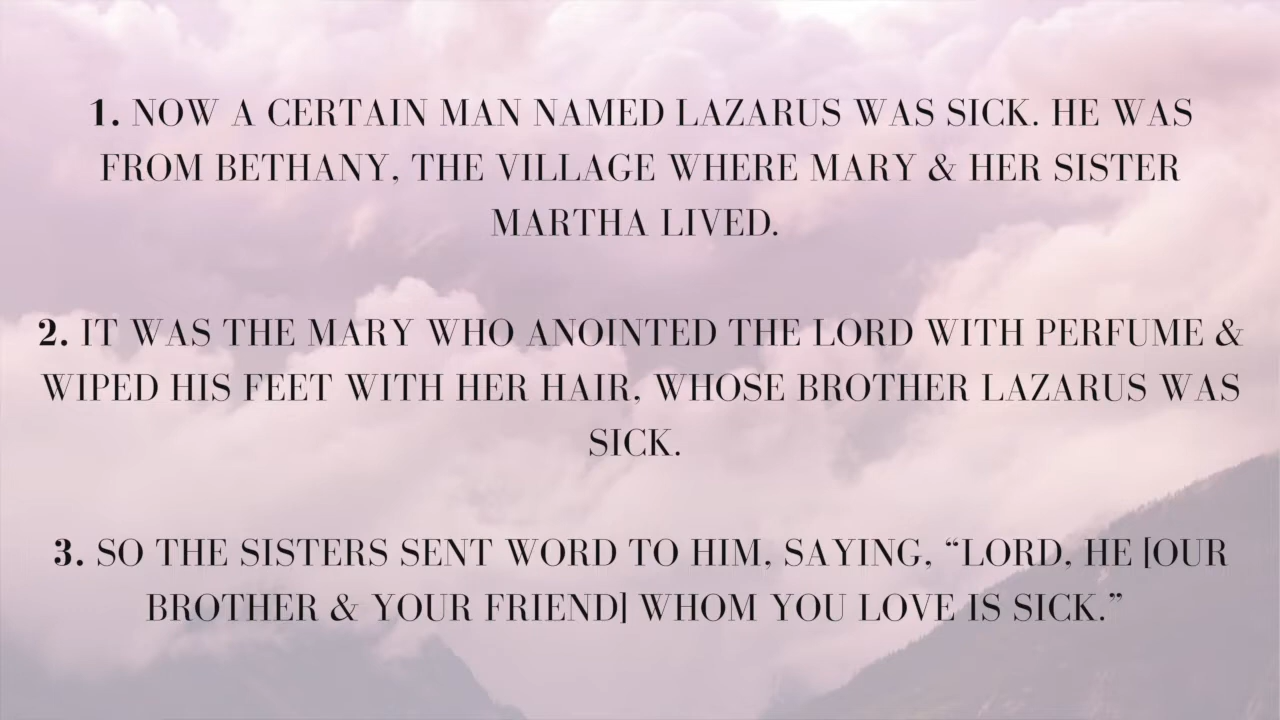 1. NOW A CERTAIN MAN NAMED LAZARUS WAS SICK. HE WAS
FROM BETHANY, THE VILLAGE WHERE MARY & HER SISTER
MARTHA LIVED.
2. IT WAS THE MARY WHO ANOINTED THE LORD WITH PERFUME &
WIPED HIS FEET WITH HER HAIR, WHOSE BROTHER LAZARUS WAS
SICK.
3. SO THE SISTERS SENT WORD TO HIM, SAYING, “LORD, HE [OUR
BROTHER & YOUR FRIEND] WHOM YOU LOVE IS SICK.”